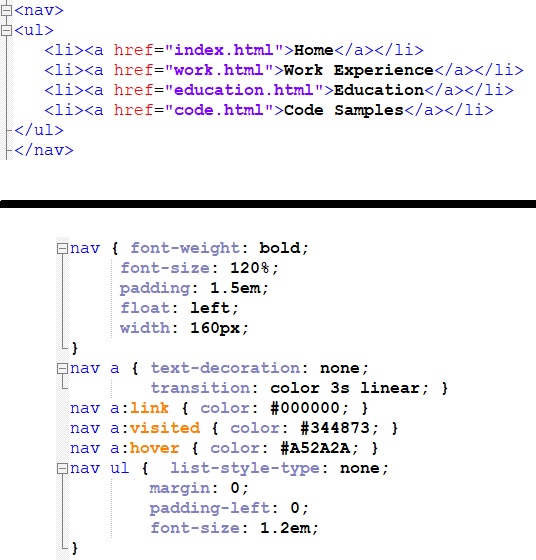 <nav>
<ul>
<li><a href="index.html">Home</a></li>
<li><a href="work.html">Work Experience</a></li>
<li><a href="education.html">Education</a></li>
<li><a href="code.html">Code Samples</a></li>
</ul>
</nav>
nav { font-weight: bold;
font-size: 120%;
padding: 1.5em;
float: left;
width: 160px;
}
nav a { text-decoration: none;
transition: color 3s linear; }
nav a:link { color: #000000; }
nav a:visited { color: #344873; }
nav a:hover { color: #A52A2A; }
nav ul { list-style-type: none;
margin: 0;
padding-left: 0;
font-size: 1.2em;
}